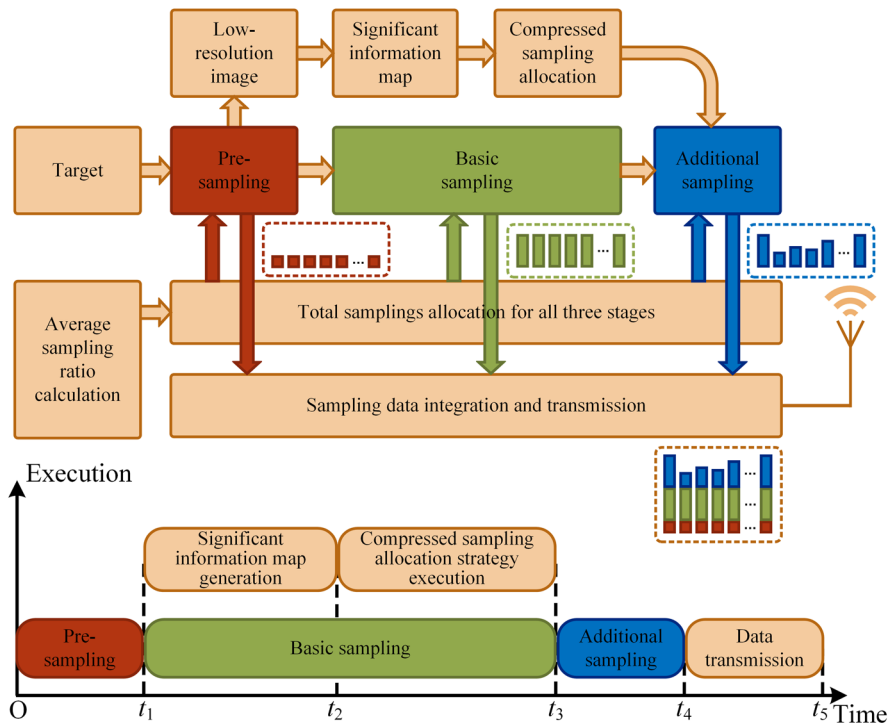 Low-
resolution
image
Significant
information
map
Compressed
sampling
allocation
Target
Pre-
sampling
Basic
sampling
Additional
sampling
...
...
...
Average
sampling
ratio
calculation
Total samplings allocation for all three stages
Sampling data integration and transmission
...
...
...
Execution
Significant
information map
generation
Compressed sampling
allocation strategy
execution
Pre-
sampling
Basic sampling
Additional
sampling
Data
transmission
O
t1
t2
t3
t4
t5
Time